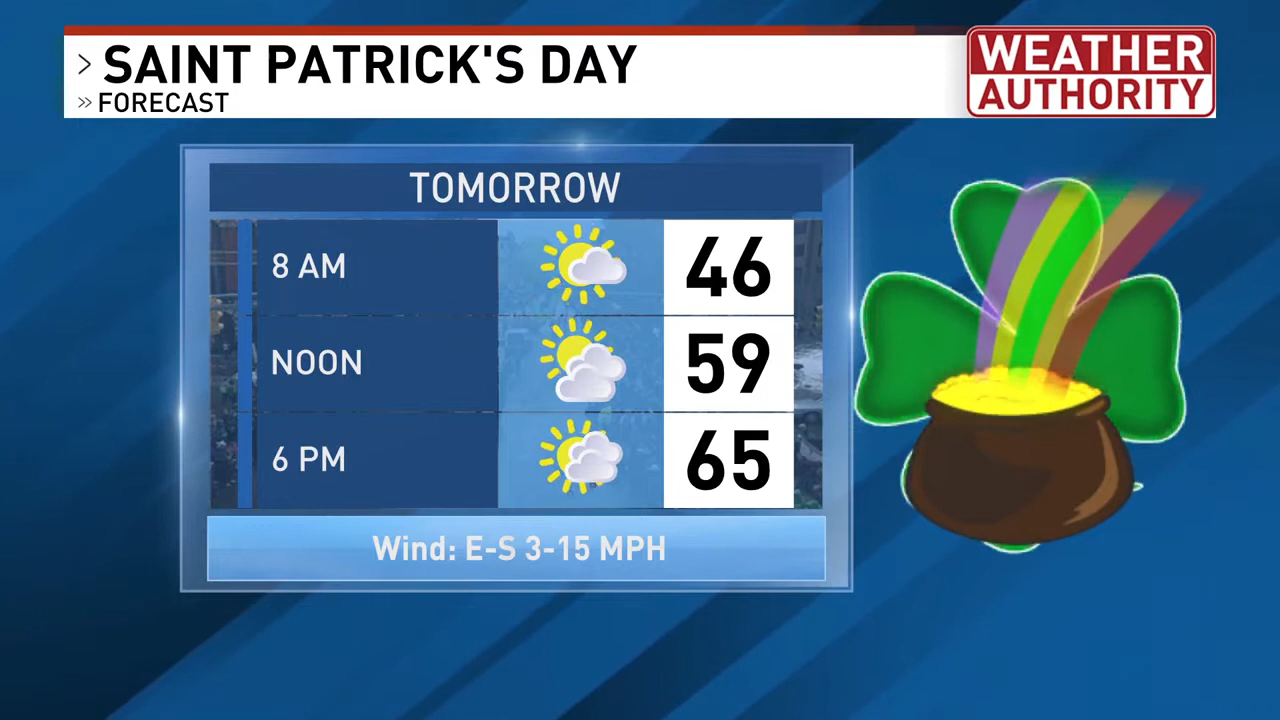 > SAINT PATRICK'S DAY
» FORECAST
WEATHER
AUTHORITY
TOMORROW
8 AM 46
NOON 59
6 PM 65
Wind: E-S 3-15 MPH